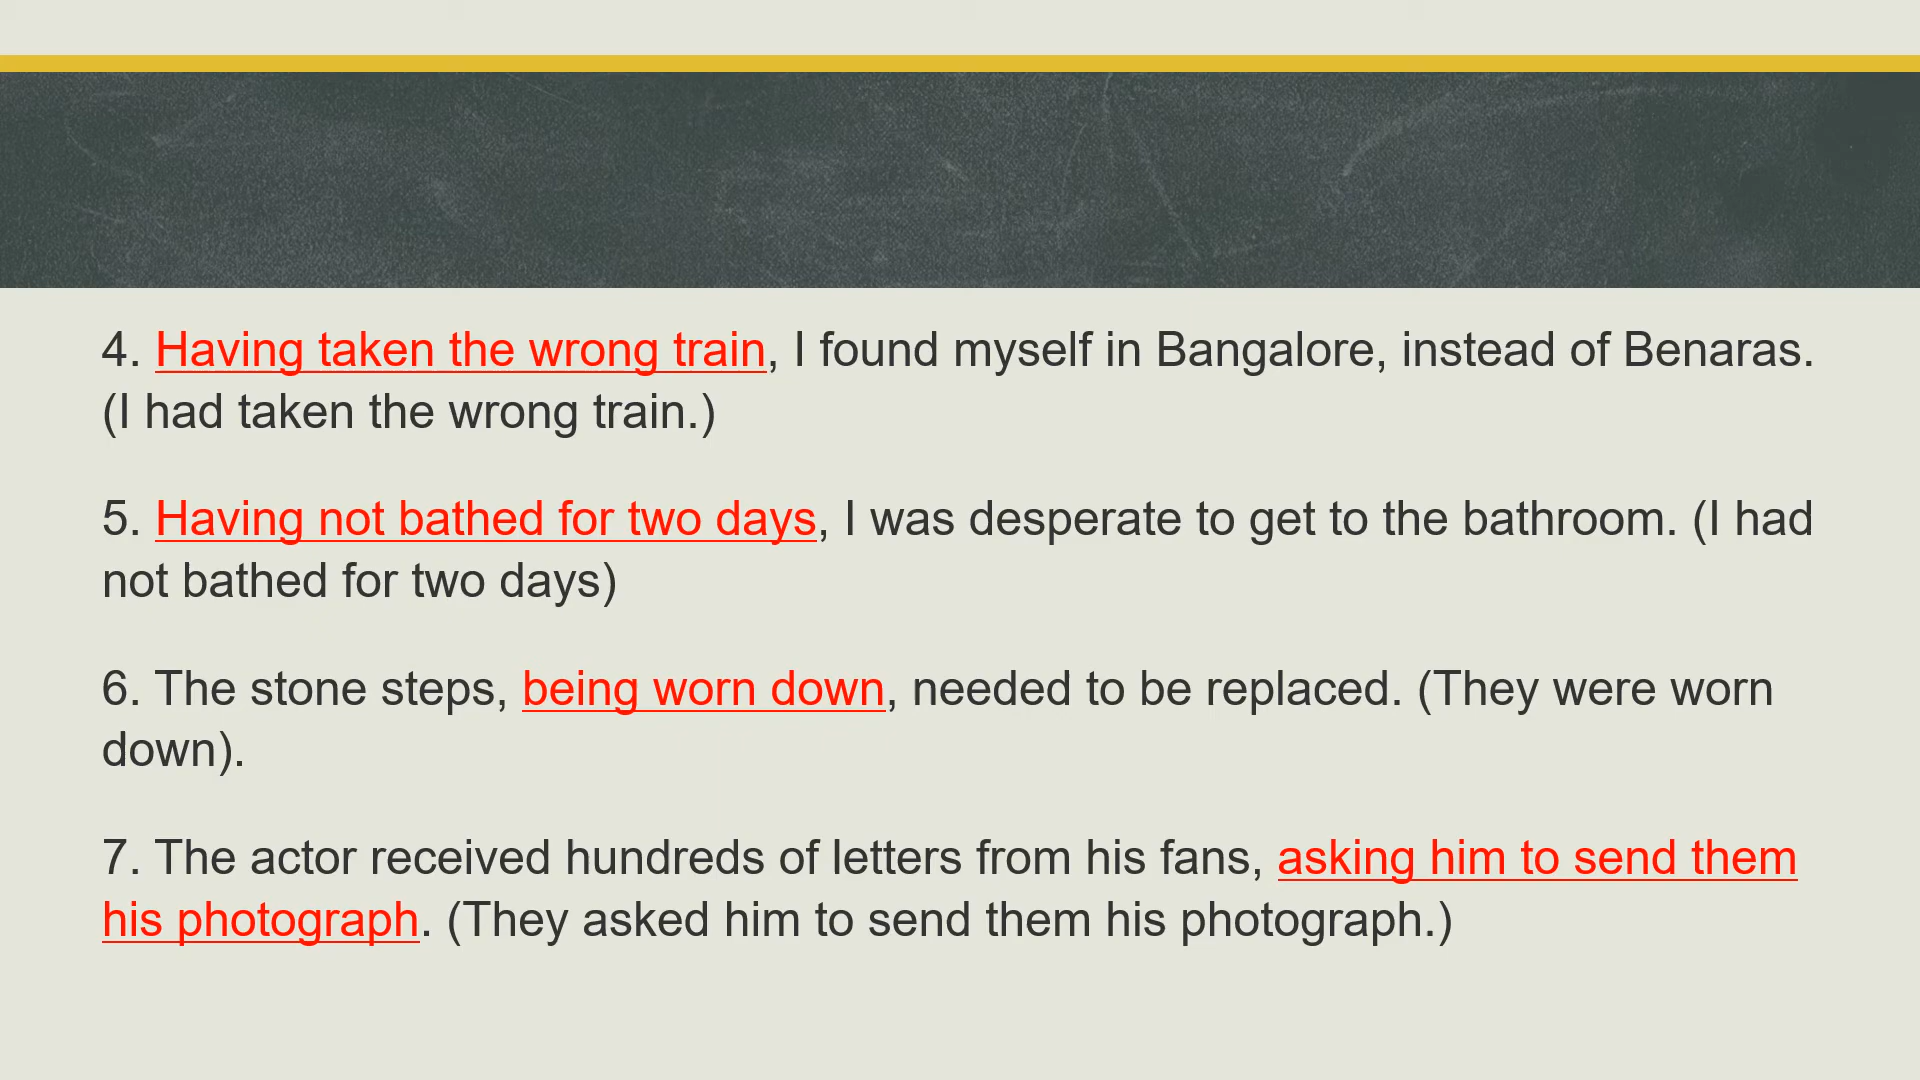 4. Having taken the wrong train, I found myself in Bangalore, instead of Benaras.
(I had taken the wrong train.)
5. Having not bathed for two days, I was desperate to get to the bathroom. (I had
not bathed for two days)
6. The stone steps, being worn down, needed to be replaced. (They were worn
down).
7. The actor received hundreds of letters from his fans, asking him to send them
his photograph. (They asked him to send them his photograph.)